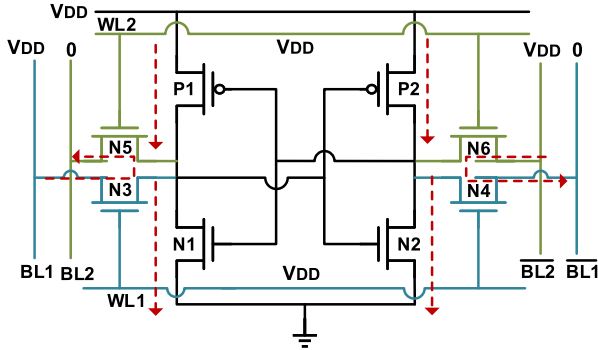 VDD
WL2
VDD 0 VDD VDD 0
P1 P2
N5 N6
N3 N4
N1 N2
BL1 BL2 VDD BL2 BL1
WL1